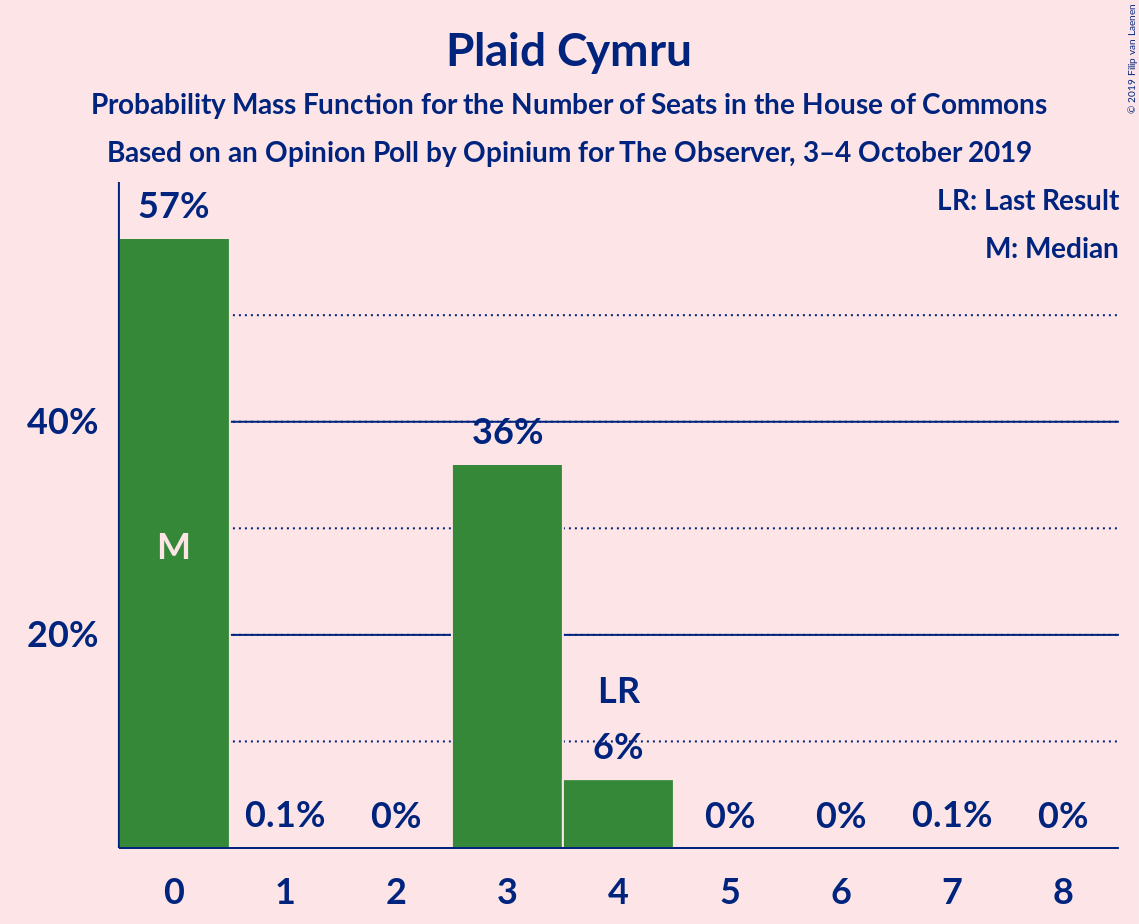 Plaid Cymru
Probability Mass Function for the Number of Seats in the House of Commons
Based on an Opinion Poll by Opinium for The Observer, 3–4 October 2019
© 2019 Filip van Laenen
LR: Last Result
M: Median
57%
40%
36%
M
20%
LR
6%
0.1%
0%
0%
0%
0.1%
0%
0 1 2 3 4 5 6 7 8